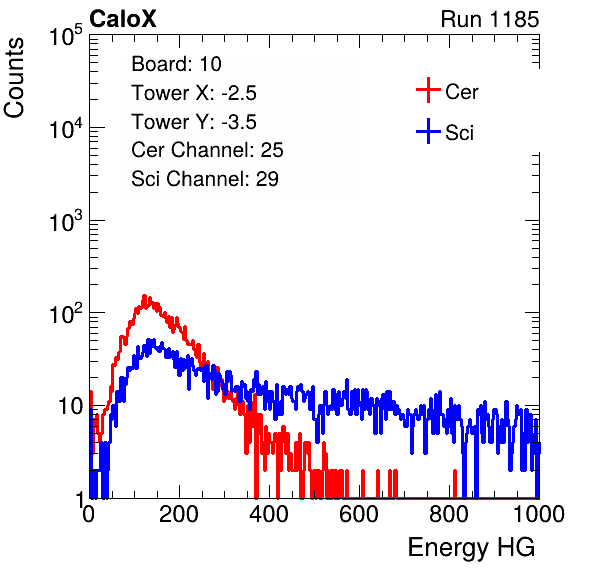 CaloX Run 1185
Counts
10^5
10^4
10^3
10^2
10
1
Board: 10
Tower X: -2.5
Tower Y: -3.5
Cer Channel: 25
Sci Channel: 29
Cer
Sci
0 200 400 600 800 1000
Energy HG